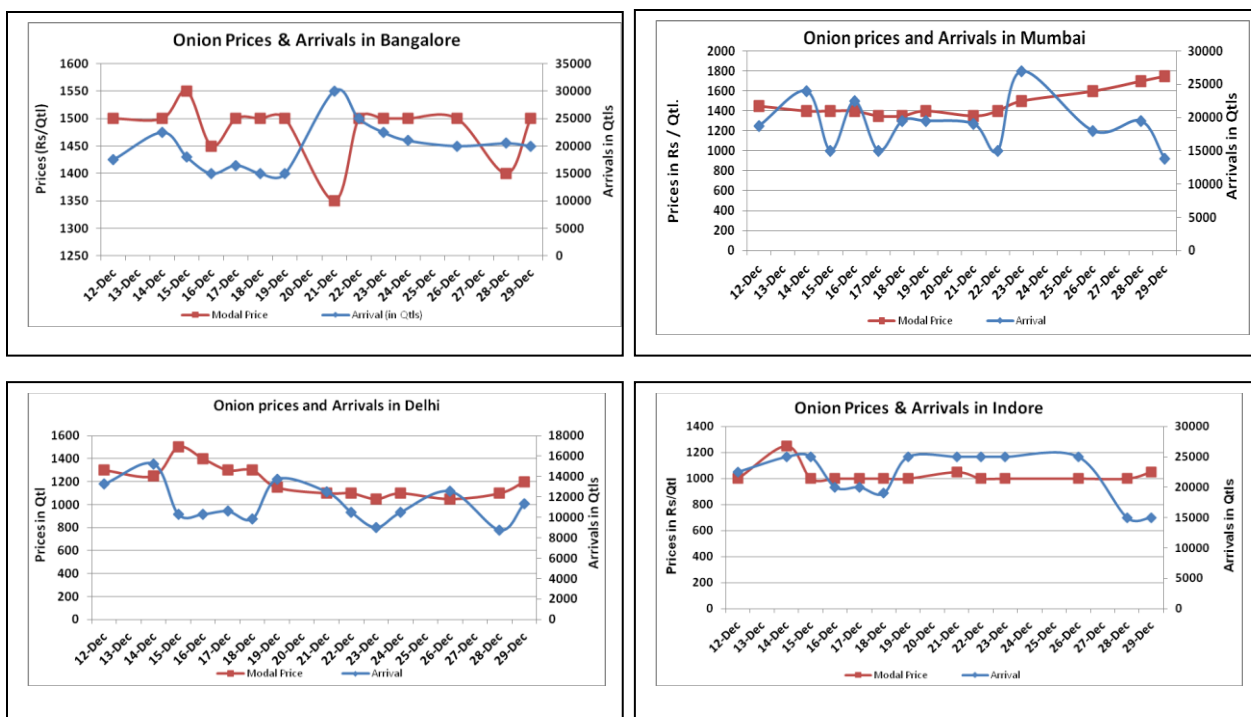 Onion Prices & Arrivals in Bangalore
Prices (Rs/Qtl)
1600
1550
1500
1450
1400
1350
1300
1250
35000
30000
25000
20000
15000
10000
5000
0
Arrivals in Qtls
12-Dec
13-Dec
14-Dec
15-Dec
16-Dec
17-Dec
18-Dec
19-Dec
20-Dec
21-Dec
22-Dec
23-Dec
24-Dec
25-Dec
26-Dec
27-Dec
28-Dec
29-Dec
Modal Price
Arrival (in Qtls)
Onion prices and Arrivals in Mumbai
Prices in Rs / Qtl.
2000
1800
1600
1400
1200
1000
800
600
400
200
0
30000
25000
20000
15000
10000
5000
0
Arrivals in Qtls
12-Dec
13-Dec
14-Dec
15-Dec
16-Dec
17-Dec
18-Dec
19-Dec
20-Dec
21-Dec
22-Dec
23-Dec
24-Dec
25-Dec
26-Dec
27-Dec
28-Dec
29-Dec
Modal Price
Arrival
Onion prices and Arrivals in Delhi
Prices in Qtl
1600
1400
1200
1000
800
600
400
200
0
18000
16000
14000
12000
10000
8000
6000
4000
2000
0
Arrivals in Qtls
12-Dec
13-Dec
14-Dec
15-Dec
16-Dec
17-Dec
18-Dec
19-Dec
20-Dec
21-Dec
22-Dec
23-Dec
24-Dec
25-Dec
26-Dec
27-Dec
28-Dec
29-Dec
Modal Price
Arrival
Onion Prices & Arrivals in Indore
Prices in Rs/Qtl
1400
1200
1000
800
600
400
200
0
30000
25000
20000
15000
10000
5000
0
Arrivals in Qtls
12-Dec
13-Dec
14-Dec
15-Dec
16-Dec
17-Dec
18-Dec
19-Dec
20-Dec
21-Dec
22-Dec
23-Dec
24-Dec
25-Dec
26-Dec
27-Dec
28-Dec
29-Dec
Modal Price
Arrival